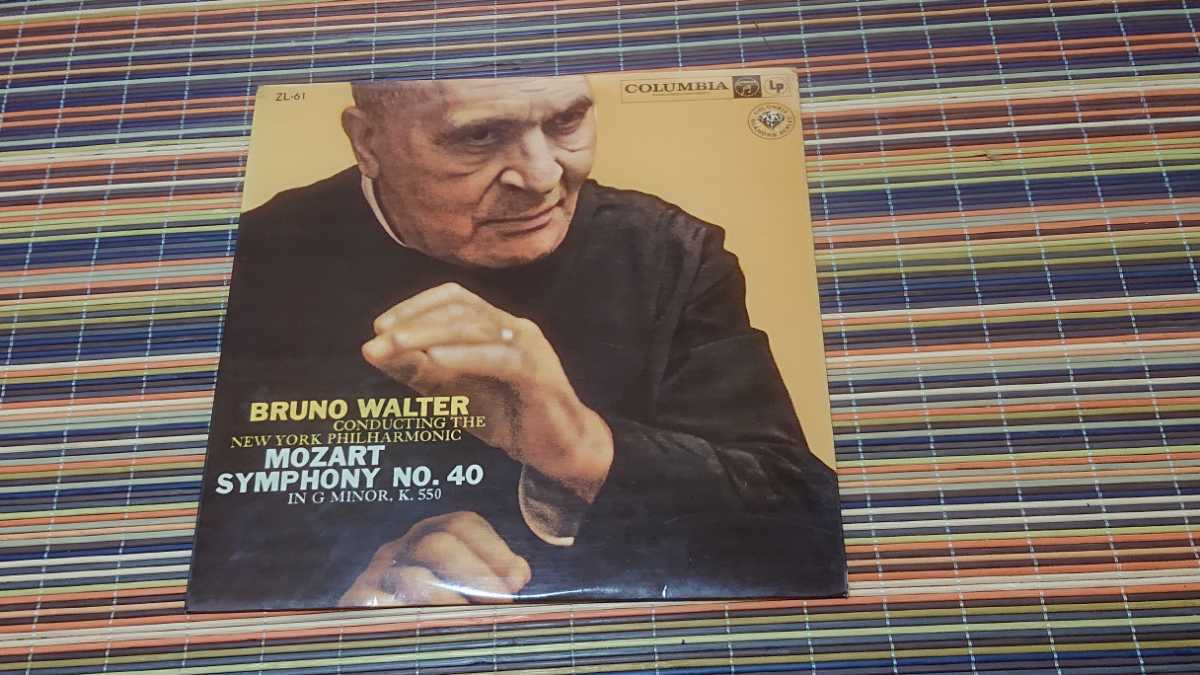 ZL-61
COLUMBIA
LP
BRUNO WALTER
CONDUCTING THE
NEW YORK PHILHARMONIC
MOZART
SYMPHONY NO. 40
IN G MINOR, K. 550